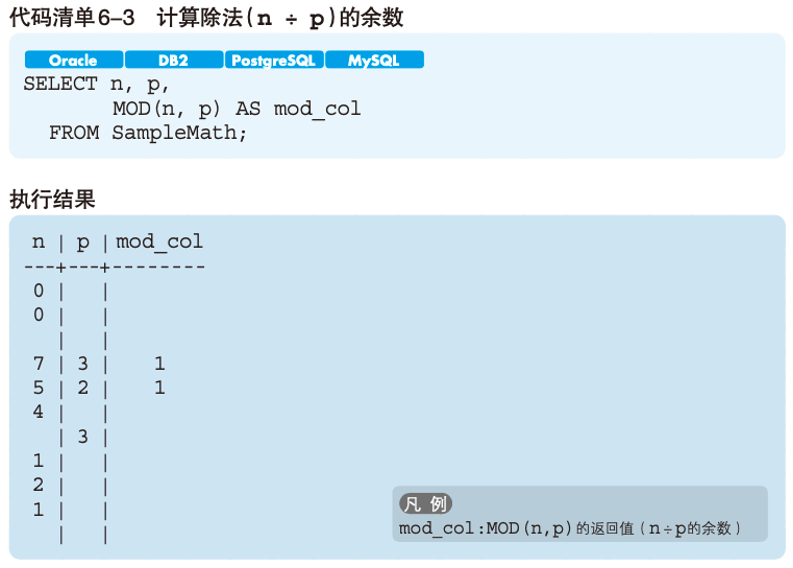 代码清单6–3 计算除法(n ÷ p)的余数
Oracle DB2 PostgreSQL MySQL
SELECT n, p,
       MOD(n, p) AS mod_col
  FROM SampleMath;
执行结果
 n | p | mod_col
---+---+--------
 0 |   |
 0 |   |
   |   |
 7 | 3 |    1
 5 | 2 |    1
 4 |   |
   | 3 |
 1 |   |
 2 |   |
 1 |   |
   |   |
凡 例
mod_col:MOD(n,p)的返回值(n÷p的余数)